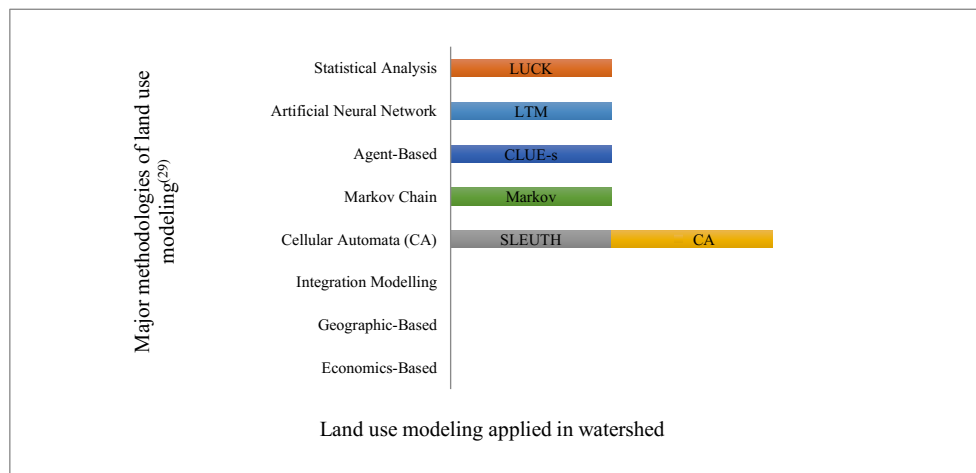 Major methodologies of land use
modeling(29)
Statistical Analysis
LUCK
Artificial Neural Network
LTM
Agent-Based
CLUE-s
Markov Chain
Markov
Cellular Automata (CA)
SLEUTH
CA
Integration Modelling
Geographic-Based
Economics-Based
Land use modeling applied in watershed